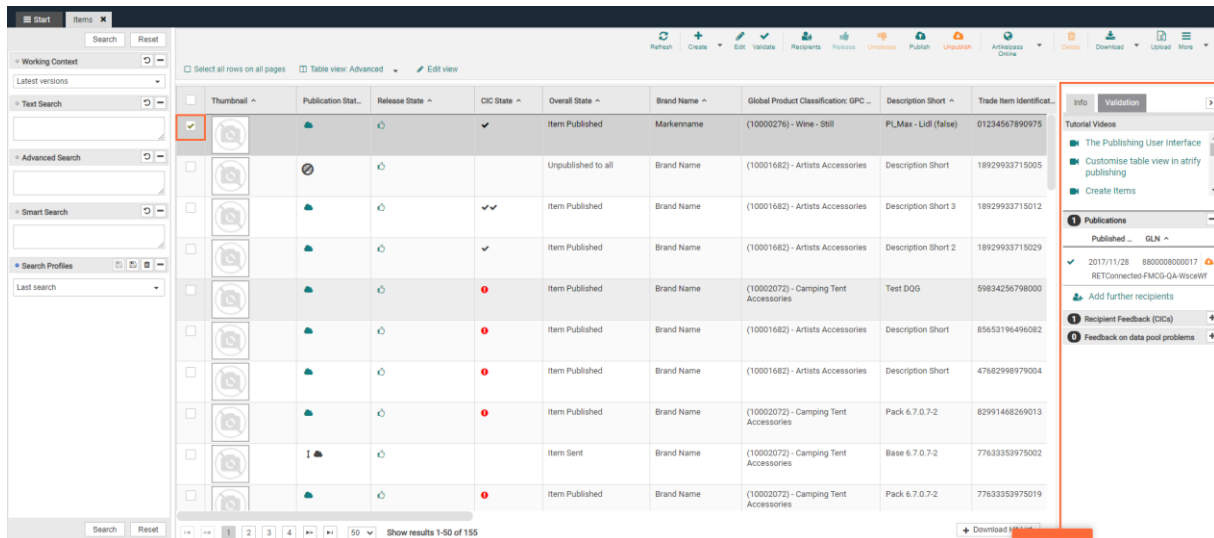 Start
Items
Search Reset
Working Context
Latest versions
Text Search
Advanced Search
Smart Search
Search Profiles
Last search
Search Reset
Refresh Create Edit Validate Recipients Release Unrelease Publish Unpublish Artikelpass Online Delete Download Upload More
Select all rows on all pages Table view: Advanced Edit view
Thumbnail Publication Stat... Release State CIC State Overall State Brand Name Global Product Classification: GPC ... Description Short Trade Item Identificat...
Item Published Markenname (10000276) - Wine - Still PI_Max - Lidl (false) 01234567890975
Unpublished to all Brand Name (10001682) - Artists Accessories Description Short 18929933715005
Item Published Brand Name (10001682) - Artists Accessories Description Short 3 18929933715012
Item Published Brand Name (10001682) - Artists Accessories Description Short 2 18929933715029
Item Published Brand Name (10002072) - Camping Tent Accessories Test DQG 59834256798000
Item Published Brand Name (10001682) - Artists Accessories Description Short 85653196496082
Item Published Brand Name (10001682) - Artists Accessories Description Short 47682998979004
Item Published Brand Name (10002072) - Camping Tent Accessories Pack 6.7.0.7-2 82991468269013
Item Sent Brand Name (10002072) - Camping Tent Accessories Base 6.7.0.7-2 77633353975002
Item Published Brand Name (10002072) - Camping Tent Accessories Pack 6.7.0.7-2 77633353975019
1 2 3 4 50 Show results 1-50 of 155
+ Download
Info Validation
Tutorial Videos
The Publishing User Interface
Customise table view in atrify
publishing
Create Items
1 Publications
Published ... GLN
2017/11/28 8800008000017
RETConnected-FMCG-QA-WsceWf
Add further recipients
1 Recipient Feedback (CICs)
0 Feedback on data pool problems